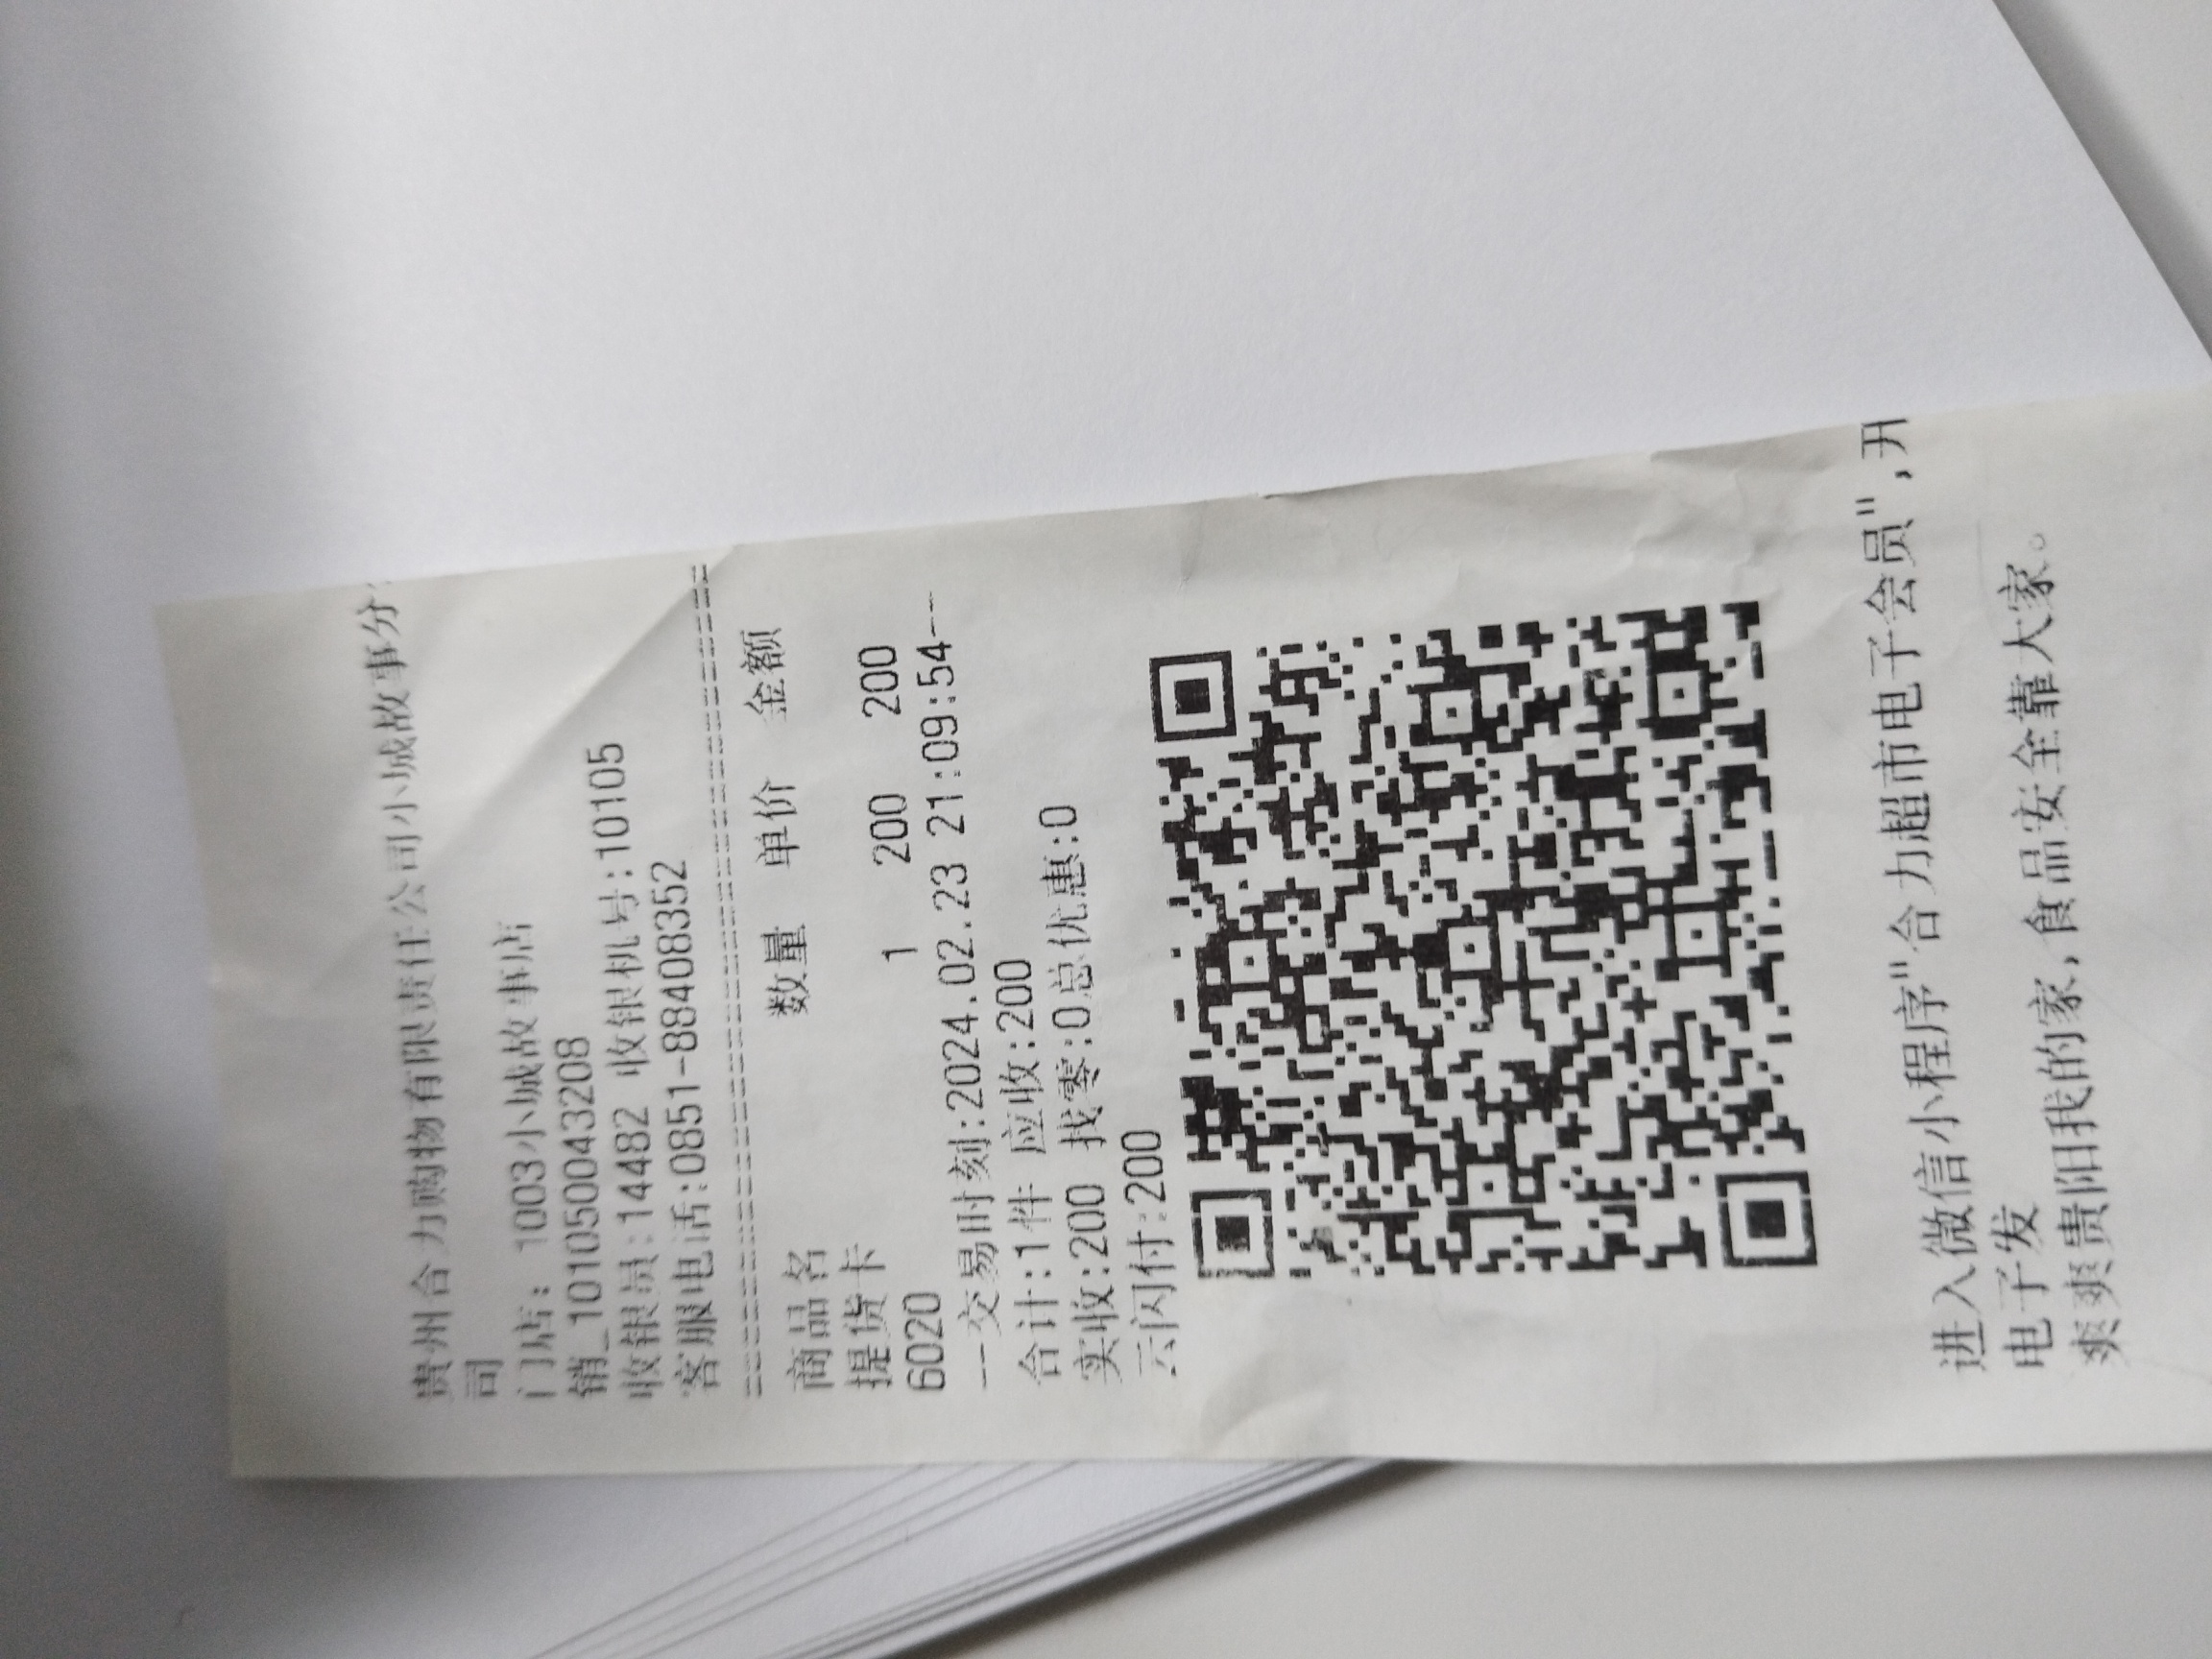 贵州合力购物有限责任公司小城故事分
司
门店: 1003小城故事店
销_101050043208
收银员:14482 收银机号:10105
客服电话:0851-88408352
========================================
商品名 数量 单价 金额
提货卡
6020 1 200 200
--交易时刻:2024.02.23 21:09:54---
合计:1件 应收:200
实收:200 找零:0总优惠:0
云闪付:200
进入微信小程序"合力超市电子会员",开
电子发
爽爽贵阳我的家,食品安全靠大家。